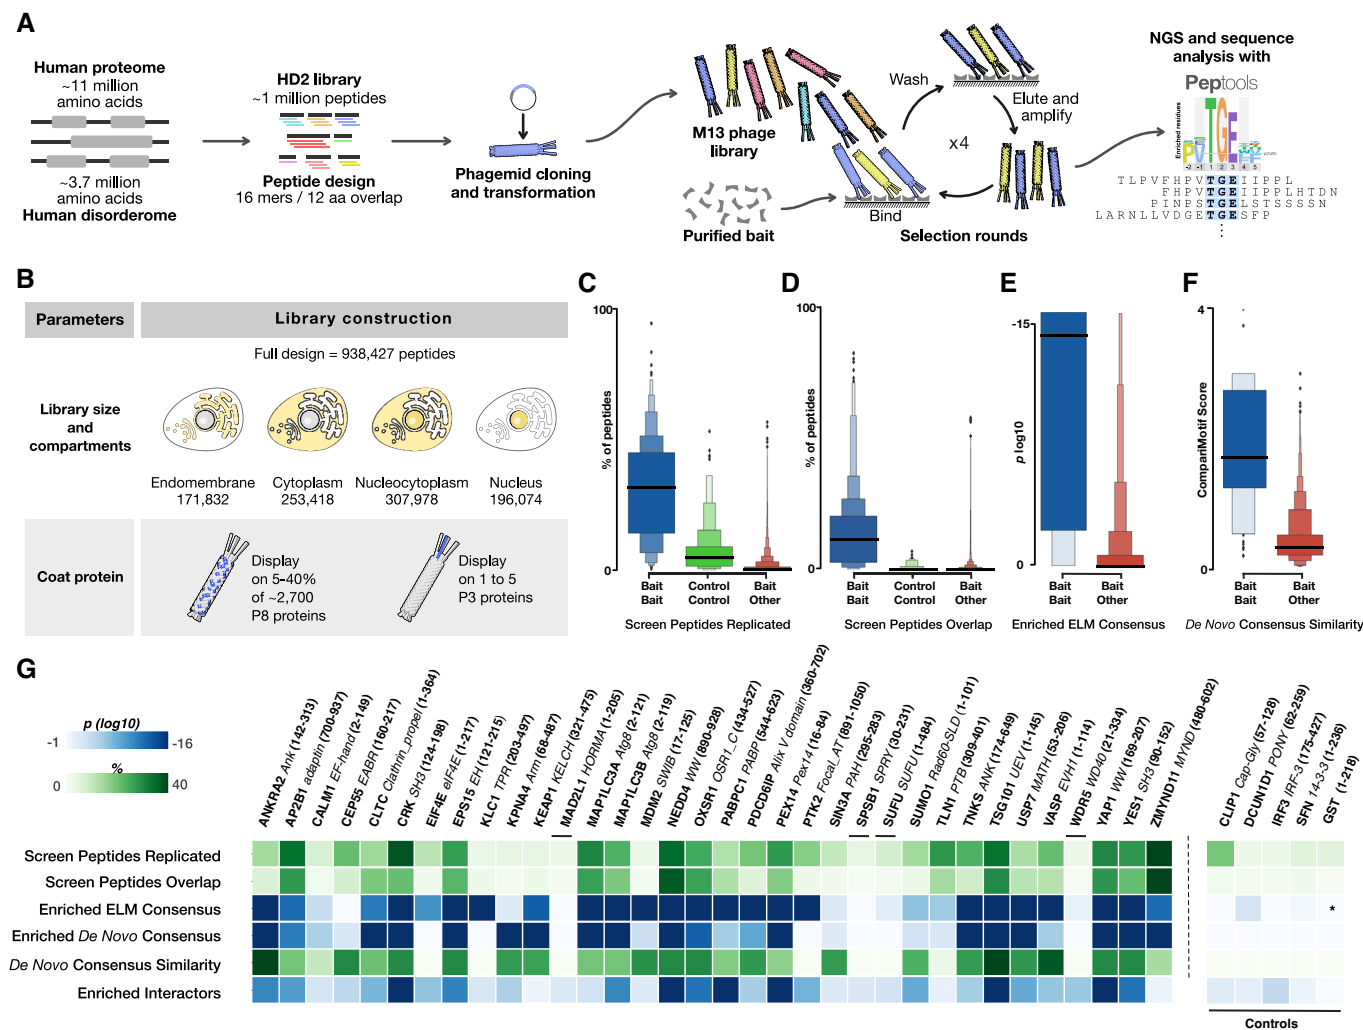 A
Human proteome
~11 million
amino acids
~3.7 million
amino acids
Human disorderome
HD2 library
~1 million peptides
Peptide design
16 mers / 12 aa overlap
Phagemid cloning
and transformation
M13 phage
library
Purified bait
Bind
Wash
x4
Elute and
amplify
Selection rounds
NGS and sequence
analysis with
Peptools
Enriched residues
-2 -1 1 2 3 4 5
TLPVFHPVTGEIIPPL
FHPVTGEIIPPLHTDN
PINPSTGELSTSSSSN
LARNLLVDGETGESFP
B
Parameters
Library construction
Full design = 938,427 peptides
Library size
and
compartments
Endomembrane
171,832
Cytoplasm
253,418
Nucleocytoplasm
307,978
Nucleus
196,074
Coat protein
Display
on 5-40%
of ~2,700
P8 proteins
Display
on 1 to 5
P3 proteins
C
100
% of peptides
0
Bait
Bait
Control
Control
Bait
Other
Screen Peptides Replicated
D
100
% of peptides
0
Bait
Bait
Control
Control
Bait
Other
Screen Peptides Overlap
E
-15
p log10
0
Bait
Bait
Bait
Other
Enriched ELM Consensus
F
4
CompariMotif Score
0
Bait
Bait
Bait
Other
De Novo Consensus Similarity
G
p (log10)
-1
-16
%
0
40
ANKRA2 Ank (142-313)
AP2B1 adaptin (700-937)
CALM1 EF-hand (2-149)
CEP55 EABR (160-217)
CLTC Clathrin_propel (1-364)
CRK SH3 (124-198)
EIF4E eIF4E (1-217)
EPS15 EH (121-215)
KLC1 TPR (203-497)
KPNA4 Arm (68-487)
KEAP1 KELCH (321-475)
MAD2L1 HORMA (1-205)
MAP1LC3A Atg8 (2-121)
MAP1LC3B Atg8 (2-119)
MDM2 SWIB (17-125)
NEDD4 WW (890-928)
OXSR1 OSR1_C (434-527)
PABPC1 PABP (544-623)
PDCD6IP Alix V domain (360-702)
PEX14 Pex14 (16-84)
PTK2 Focal_AT (891-1050)
SIN3A PAH (295-283)
SPSB1 SPRY (30-231)
SUFU SUFU (1-484)
SUMO1 Rad60-SLD (1-101)
TLN1 PTB (309-401)
TNKS ANK (174-649)
TSG101 UEV (1-145)
USP7 MATH (53-206)
VASP EVH1 (1-114)
WDR5 WD40 (21-334)
YAP1 WW (169-207)
YES1 SH3 (90-152)
ZMYND11 MYND (480-602)
CLIP1 Cap-Gly (57-128)
DCUN1D1 PONY (62-259)
IRF3 IRF-3 (175-427)
SFN 14-3-3 (1-236)
GST (1-218)
Screen Peptides Replicated
Screen Peptides Overlap
Enriched ELM Consensus
*
Enriched De Novo Consensus
De Novo Consensus Similarity
Enriched Interactors
Controls